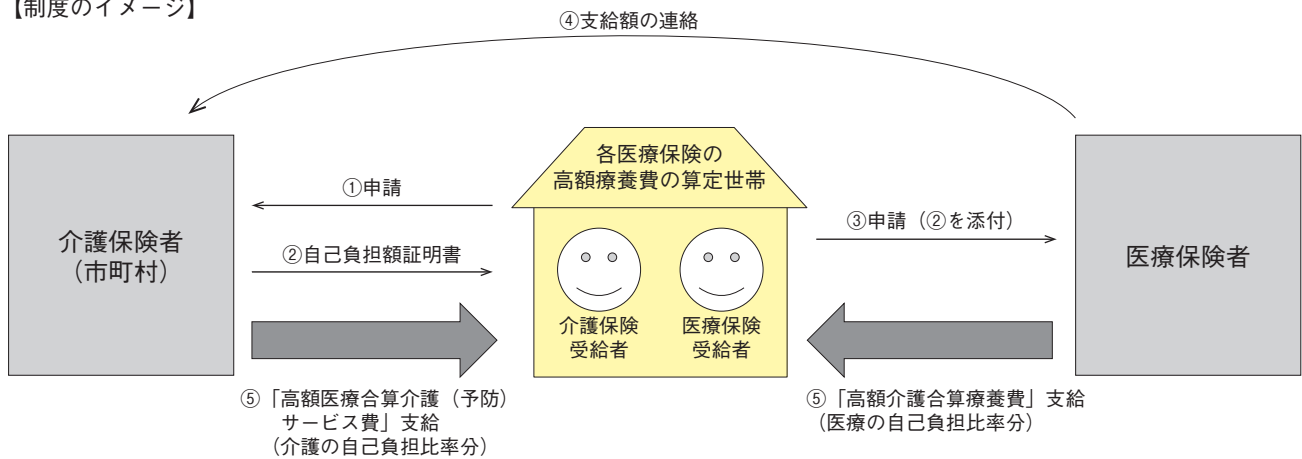 【制度のイメージ】
④支給額の連絡
各医療保険の
高額療養費の算定世帯
①申請
②自己負担額証明書
③申請（②を添付）
介護保険者
（市町村）
医療保険者
介護保険
受給者
医療保険
受給者
⑤「高額医療合算介護（予防）
サービス費」支給
（介護の自己負担比率分）
⑤「高額介護合算療養費」支給
（医療の自己負担比率分）